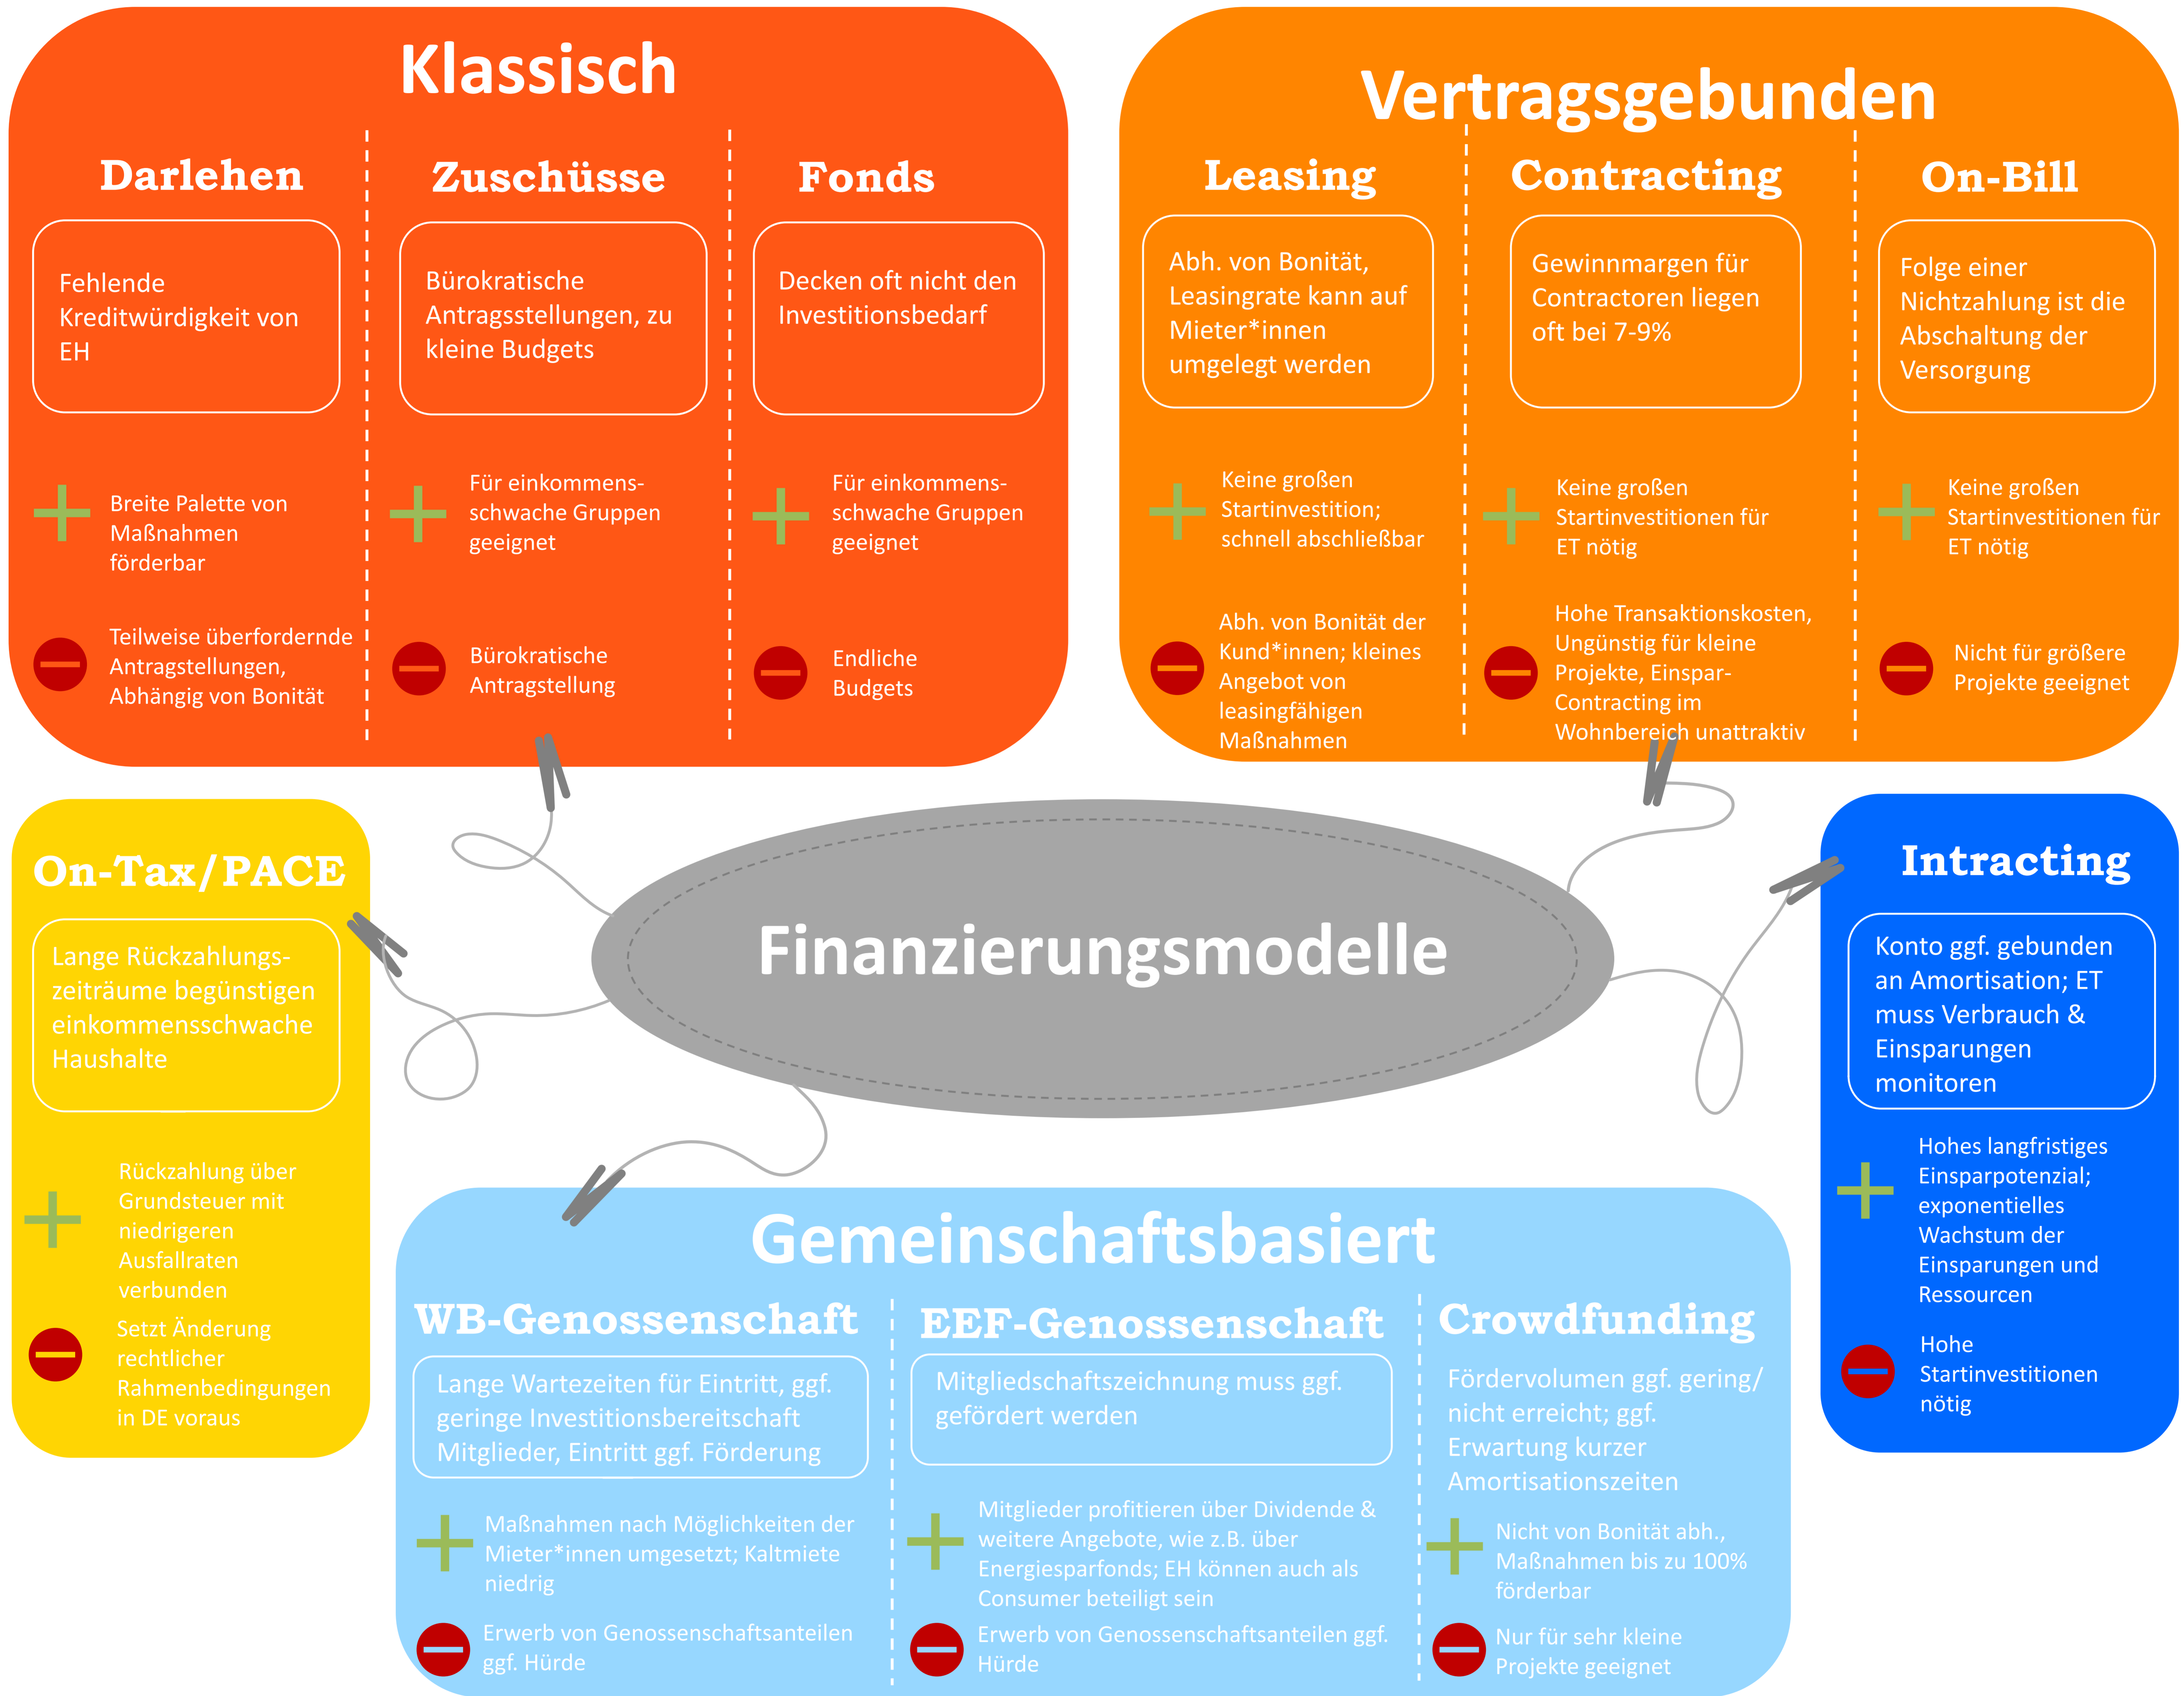 Klassisch
Darlehen
Fehlende
Kreditwürdigkeit von
EH
Breite Palette von
Maßnahmen
förderbar
Teilweise überfordernde
Antragstellungen,
Abhängig von Bonität
Zuschüsse
Bürokratische
Antragsstellungen, zu
kleine Budgets
Für einkommens-
schwache Gruppen
geeignet
Bürokratische
Antragstellung
Fonds
Decken oft nicht den
Investitionsbedarf
Für einkommens-
schwache Gruppen
geeignet
Endliche
Budgets
Vertragsgebunden
Leasing
Abh. von Bonität,
Leasingrate kann auf
Mieter*innen
umgelegt werden
Keine großen
Startinvestition;
schnell abschließbar
Abh. von Bonität der
Kund*innen; kleines
Angebot von
leasingfähigen
Maßnahmen
Contracting
Gewinnmargen für
Contractoren liegen
oft bei 7-9%
Keine großen
Startinvestitionen für
ET nötig
Hohe Transaktionskosten,
Ungünstig für kleine
Projekte, Einspar-
Contracting im
Wohnbereich unattraktiv
On-Bill
Folge einer
Nichtzahlung ist die
Abschaltung der
Versorgung
Keine großen
Startinvestitionen für
ET nötig
Nicht für größere
Projekte geeignet
On-Tax/PACE
Lange Rückzahlungs-
zeiträume begünstigen
einkommensschwache
Haushalte
Rückzahlung über
Grundsteuer mit
niedrigeren
Ausfallraten
verbunden
Setzt Änderung
rechtlicher
Rahmenbedingungen
in DE voraus
Finanzierungsmodelle
Intracting
Konto ggf. gebunden
an Amortisation; ET
muss Verbrauch &
Einsparungen
monitoren
Hohes langfristiges
Einsparpotenzial;
exponentielles
Wachstum der
Einsparungen und
Ressourcen
Hohe
Startinvestitionen
nötig
Gemeinschaftsbasiert
WB-Genossenschaft
Lange Wartezeiten für Eintritt, ggf.
geringe Investitionsbereitschaft
Mitglieder, Eintritt ggf. Förderung
Maßnahmen nach Möglichkeiten der
Mieter*innen umgesetzt; Kaltmiete
niedrig
Erwerb von Genossenschaftsanteilen
ggf. Hürde
EEF-Genossenschaft
Mitgliedschaftszeichnung muss ggf.
gefördert werden
Mitglieder profitieren über Dividende &
weitere Angebote, wie z.B. über
Energiesparfonds; EH können auch als
Consumer beteiligt sein
Erwerb von Genossenschaftsanteilen ggf.
Hürde
Crowdfunding
Fördervolumen ggf. gering/
nicht erreicht; ggf.
Erwartung kurzer
Amortisationszeiten
Nicht von Bonität abh.,
Maßnahmen bis zu 100%
förderbar
Nur für sehr kleine
Projekte geeignet